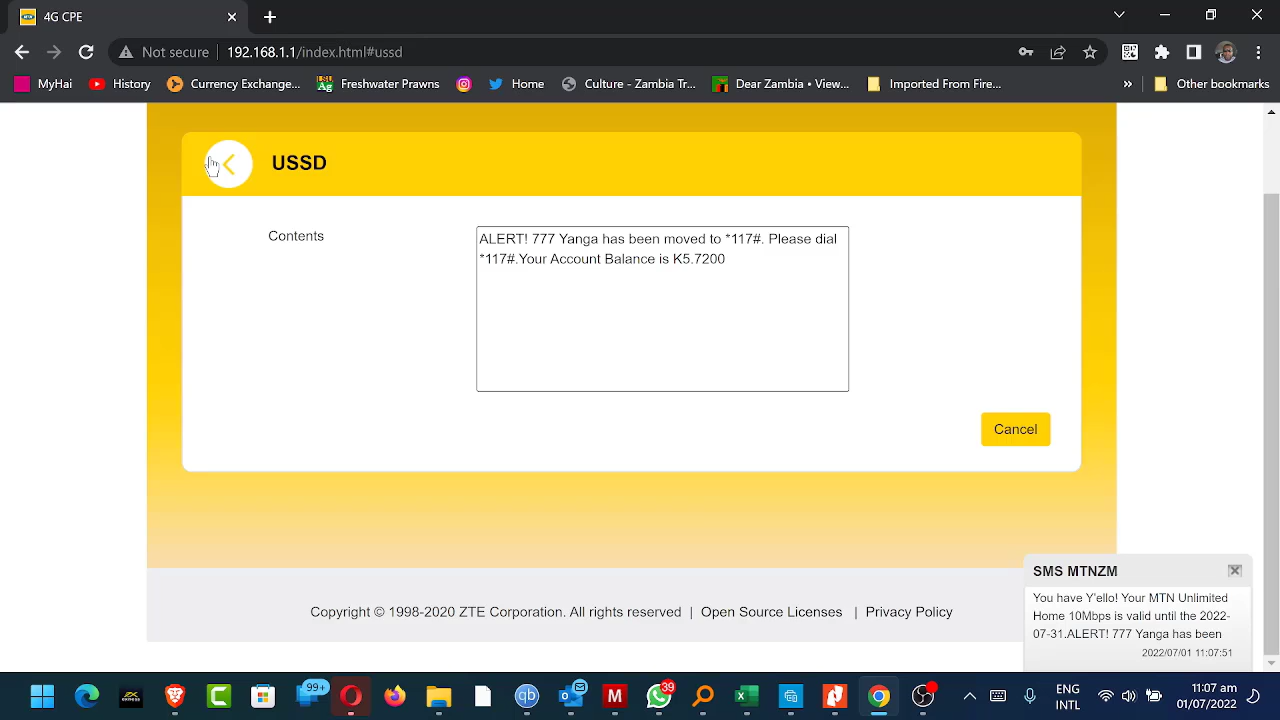 4G CPE
Not secure
192.168.1.1/index.html#ussd
MyHai
History
Currency Exchange...
Freshwater Prawns
Home
Culture - Zambia Tr...
Dear Zambia • View...
Imported From Fire...
»
Other bookmarks
USSD
Contents
ALERT! 777 Yanga has been moved to *117#. Please dial
*117#.Your Account Balance is K5.7200
Cancel
SMS MTNZM
You have Y'ello! Your MTN Unlimited
Home 10Mbps is valid until the 2022-
07-31.ALERT! 777 Yanga has been
2022/07/01 11:07:51
Copyright © 1998-2020 ZTE Corporation. All rights reserved | Open Source Licenses | Privacy Policy
99+
39
ENG
INTL
11:07 am
01/07/2022